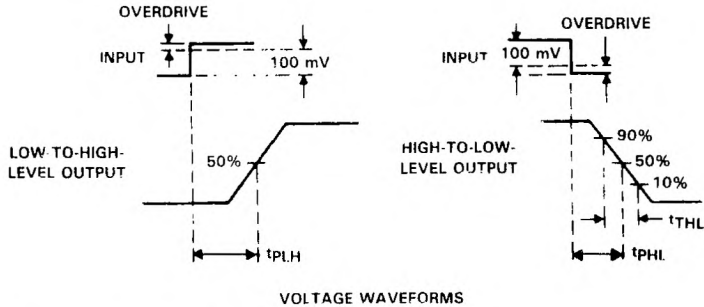 OVERDRIVE
INPUT
100 mV
LOW-TO-HIGH-
LEVEL OUTPUT
50%
tPLH
OVERDRIVE
INPUT
100 mV
HIGH-TO-LOW-
LEVEL OUTPUT
90%
50%
10%
tTHL
tPHL
VOLTAGE WAVEFORMS